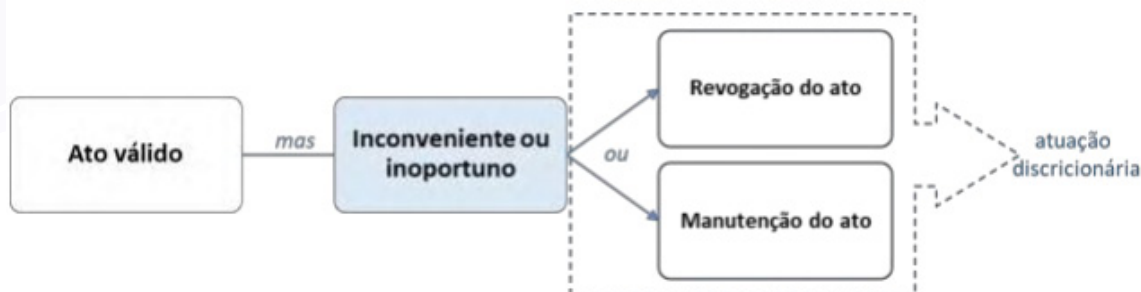 Ato válido
mas
Inconveniente ou
inoportuno
ou
Revogação do ato
Manutenção do ato
atuação
discricionária